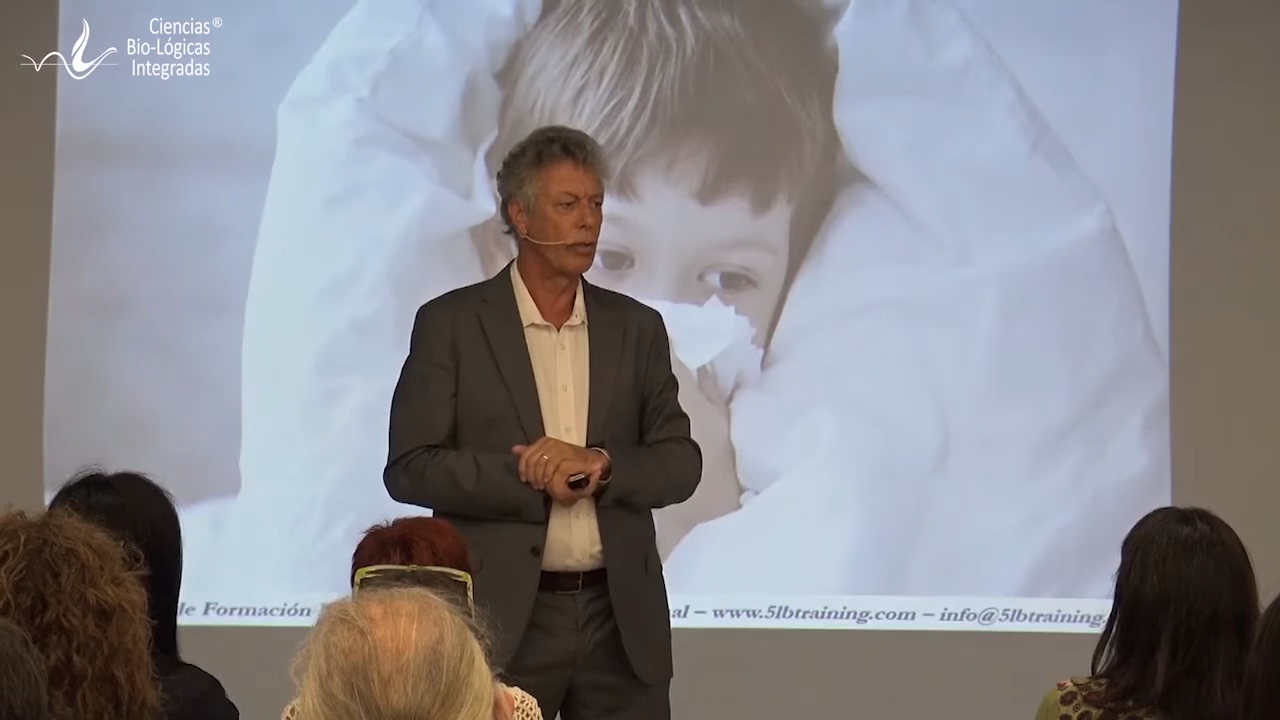 Ciencias®
Bio-Lógicas
Integradas
de Formación
al – www.5lbtraining.com – info@5lbtraining.